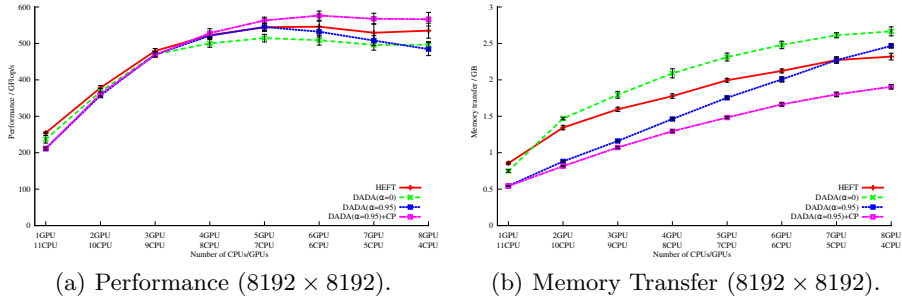 600
500
400
300
200
100
0
Performance / GFlop/s
HEFT
DADA(α=0)
DADA(α=0.95)
DADA(α=0.95)+CP
1GPU 2GPU 3GPU 4GPU 5GPU 6GPU 7GPU 8GPU
11CPU 10CPU 9CPU 8CPU 7CPU 6CPU 5CPU 4CPU
Number of CPUs/GPUs
(a) Performance (8192 × 8192).
3
2.5
2
1.5
1
0.5
0
Memory transfer / GB
HEFT
DADA(α=0)
DADA(α=0.95)
DADA(α=0.95)+CP
1GPU 2GPU 3GPU 4GPU 5GPU 6GPU 7GPU 8GPU
11CPU 10CPU 9CPU 8CPU 7CPU 6CPU 5CPU 4CPU
Number of CPUs/GPUs
(b) Memory Transfer (8192 × 8192).